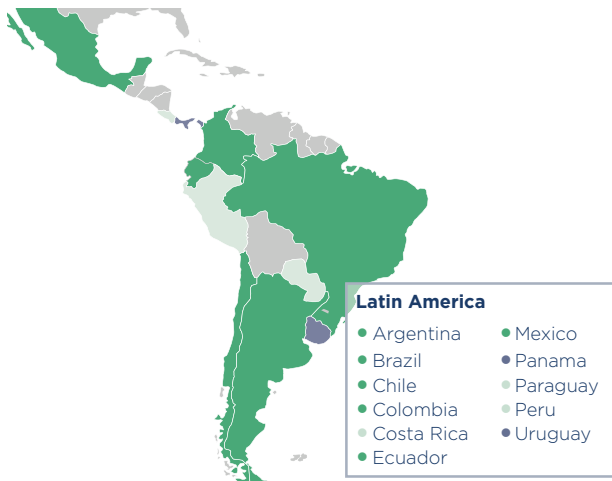 Latin America
Argentina
Brazil
Chile
Colombia
Costa Rica
Ecuador
Mexico
Panama
Paraguay
Peru
Uruguay